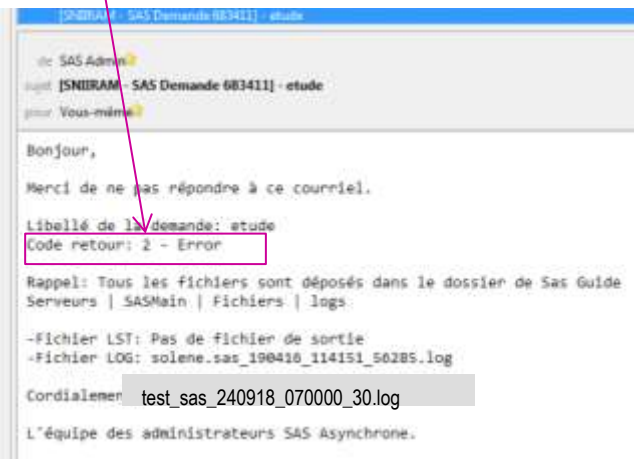 [SNIIRAM - SAS Demande 683411] - etude
de SAS Admin
sujet [SNIIRAM - SAS Demande 683411] - etude
pour Vous-même
Bonjour,
Merci de ne pas répondre à ce courriel.
Libellé de la demande: etude
Code retour: 2 - Error
Rappel: Tous les fichiers sont déposés dans le dossier de Sas Guide
Serveurs | SASMain | Fichiers | logs
-Fichier LST: Pas de fichier de sortie
-Fichier LOG: solene.sas_190416_114151_56285.log
Cordialemen
test_sas_240918_070000_30.log
L'équipe des administrateurs SAS Asynchrone.